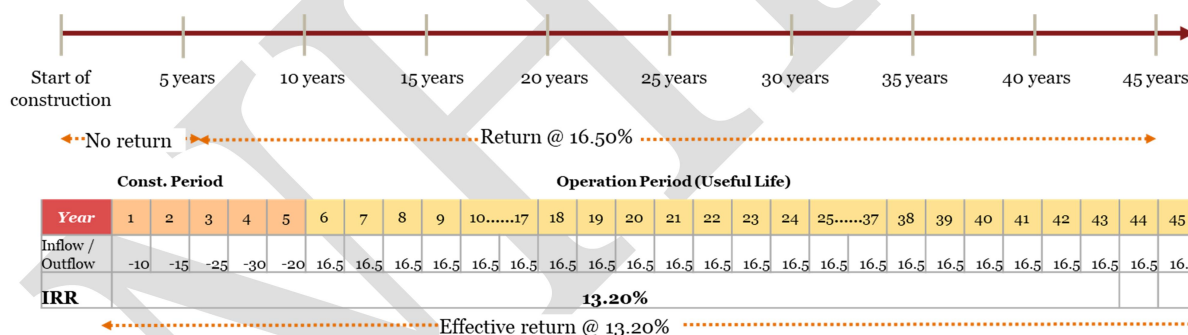 Start of construction 5 years 10 years 15 years 20 years 25 years 30 years 35 years 40 years 45 years
No return Return @ 16.50%
Const. Period Operation Period (Useful Life)
Year 1 2 3 4 5 6 7 8 9 10......17 18 19 20 21 22 23 24 25......37 38 39 40 41 42 43 44 45
Inflow /
Outflow -10 -15 -25 -30 -20 16.5 16.5 16.5 16.5 16.5 16.5 16.5 16.5 16.5 16.5 16.5 16.5 16.5 16.5 16.5 16.5 16.5 16.5 16.5 16.5 16.5 16.5 16.
IRR 13.20%
Effective return @ 13.20%